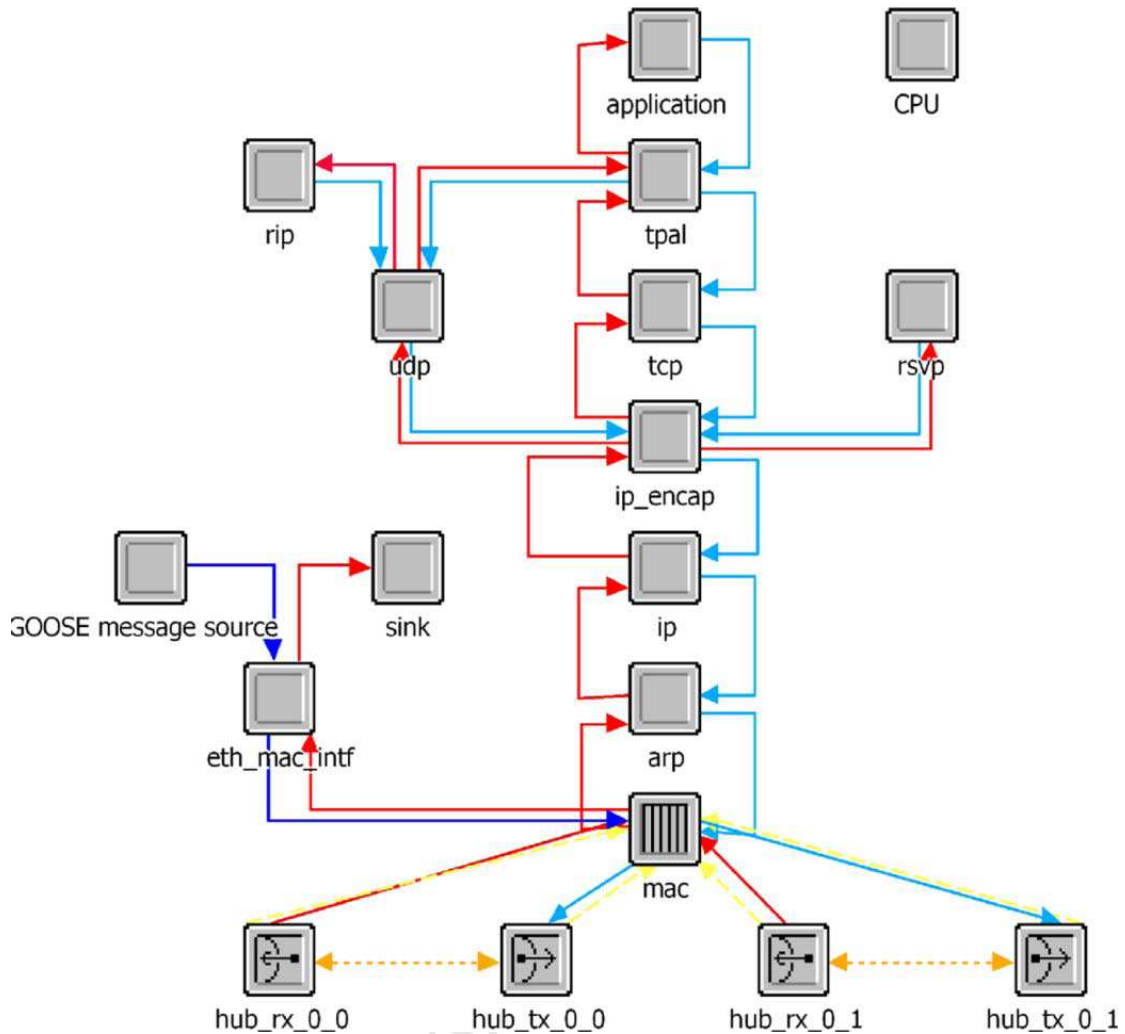 application
CPU
rip
tpal
udp
tcp
rsvp
ip_encap
GOOSE message source
sink
ip
eth_mac_intf
arp
mac
hub_rx_0_0
hub_tx_0_0
hub_rx_0_1
hub_tx_0_1